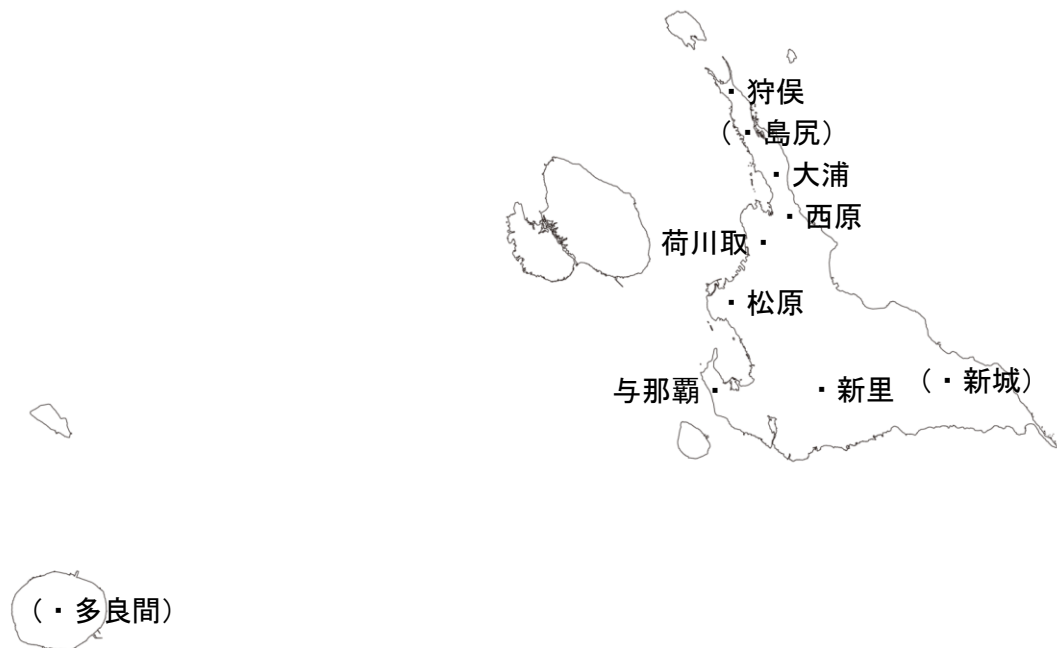 ・狩俣
（・島尻）
・大浦
・西原
荷川取・
・松原
（・新城）
与那覇・
・新里
（・多良間）